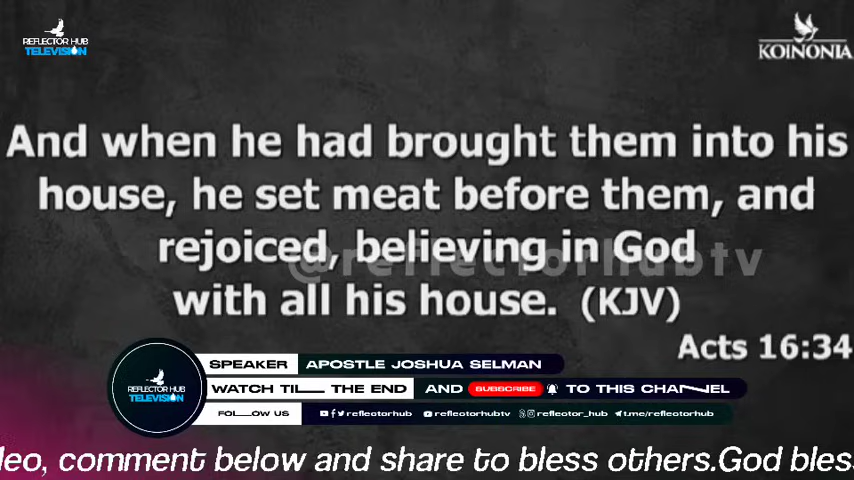 REFLECTOR HUB
TELEVISION
KOINONIA
And when he had brought them into his
house, he set meat before them, and
rejoiced, believing in God
@reflectorhubtv
with all his house. (KJV)
Acts 16:34
SPEAKER APOSTLE JOSHUA SELMAN
REFLECTOR HUB
TELEVISION
WATCH TILL THE END AND SUBSCRIBE TO THIS CHANNEL
FOLLOW US reflectorhub reflectorhubtv reflector_hub t.me/reflectorhub
deo, comment below and share to bless others.God bles